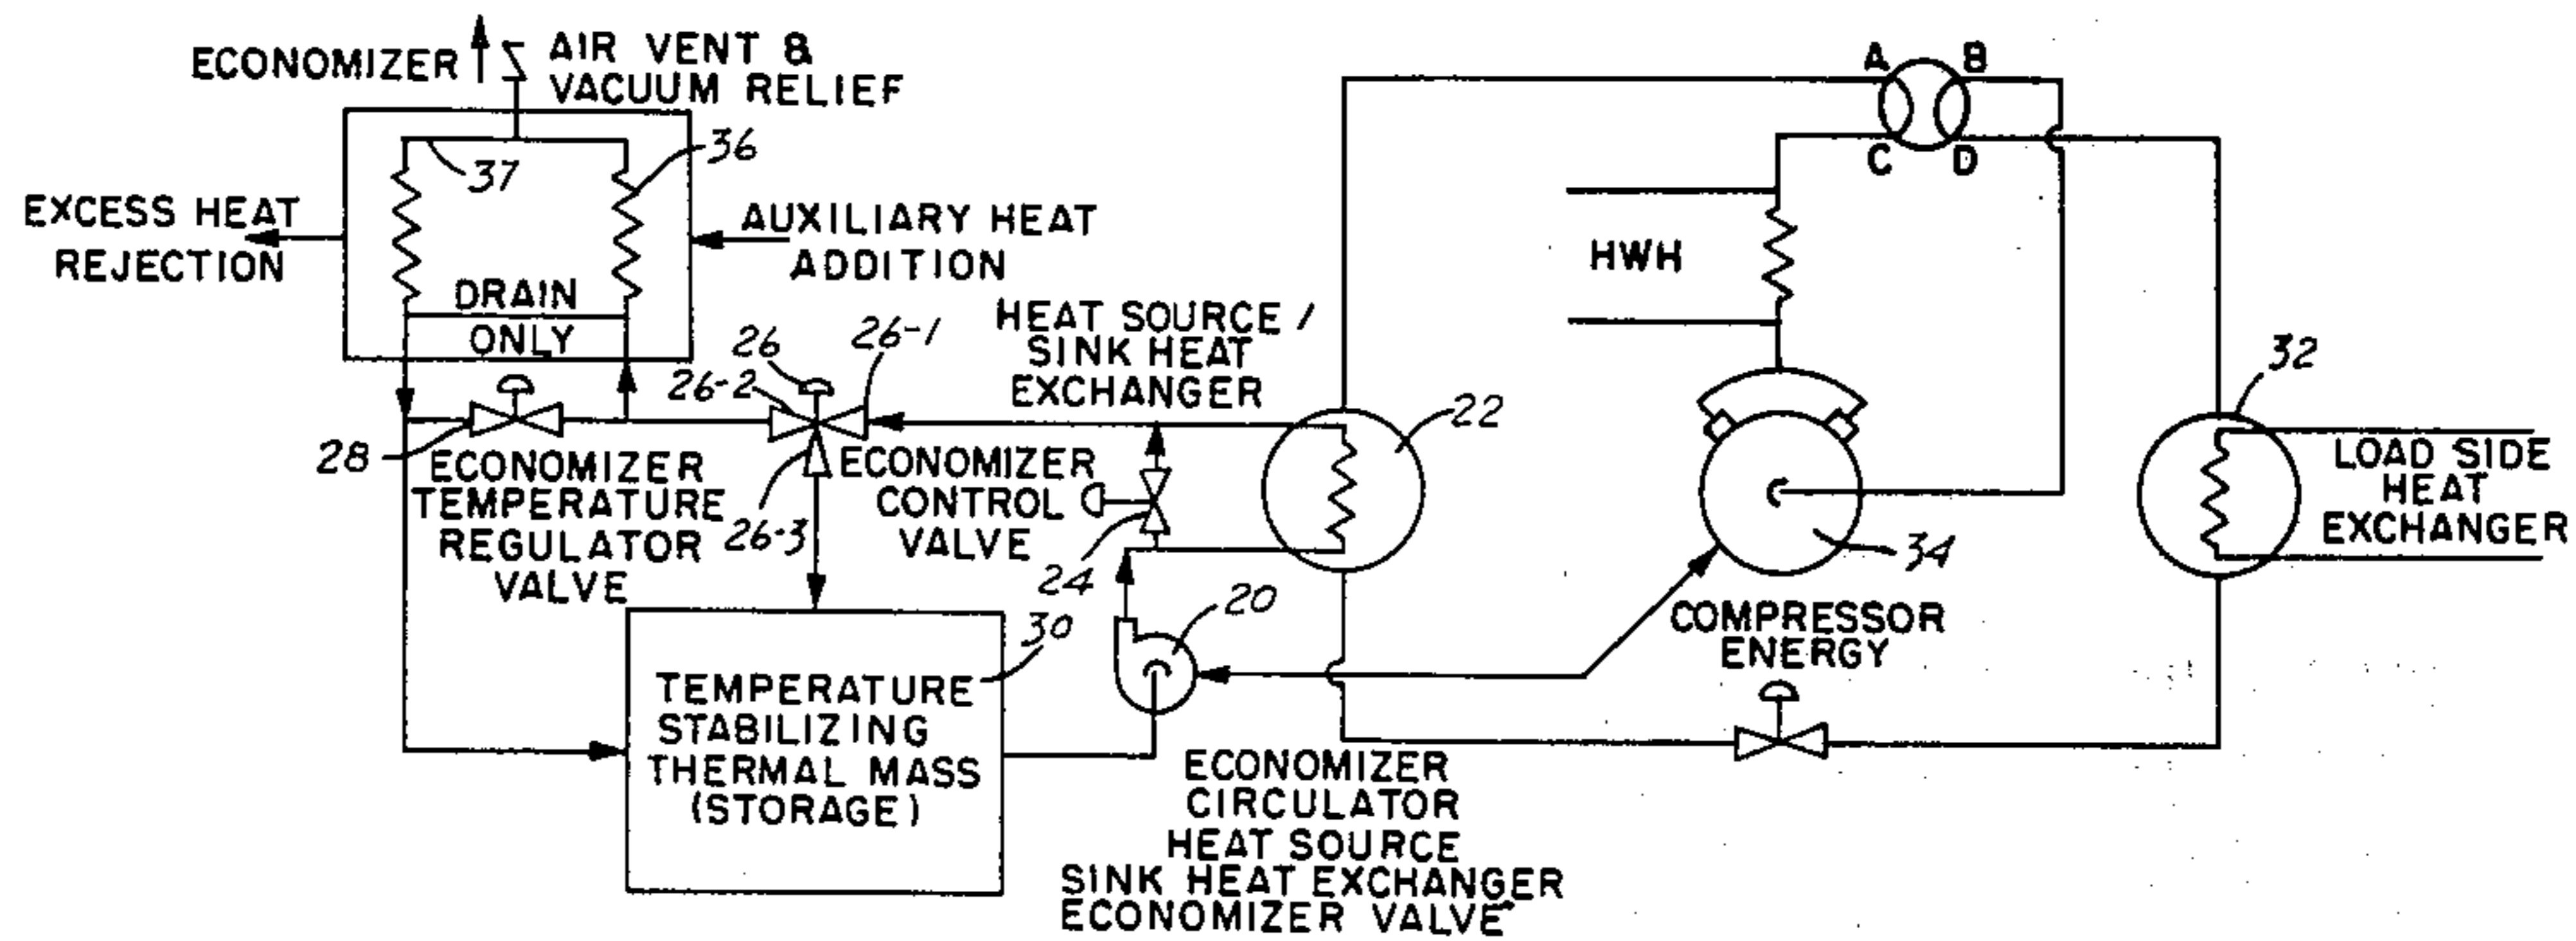 ECONOMIZER
AIR VENT &
VACUUM RELIEF
A
B
C
D
37
36
EXCESS HEAT
REJECTION
AUXILIARY HEAT
ADDITION
DRAIN
ONLY
HWH
HEAT SOURCE /
SINK HEAT
EXCHANGER
26
26-1
26-2
26-3
22
32
28
ECONOMIZER
TEMPERATURE
REGULATOR
VALVE
ECONOMIZER
CONTROL
VALVE
24
LOAD SIDE
HEAT
EXCHANGER
34
COMPRESSOR
ENERGY
20
30
TEMPERATURE
STABILIZING
THERMAL MASS
(STORAGE)
ECONOMIZER
CIRCULATOR
HEAT SOURCE
SINK HEAT EXCHANGER
ECONOMIZER VALVE